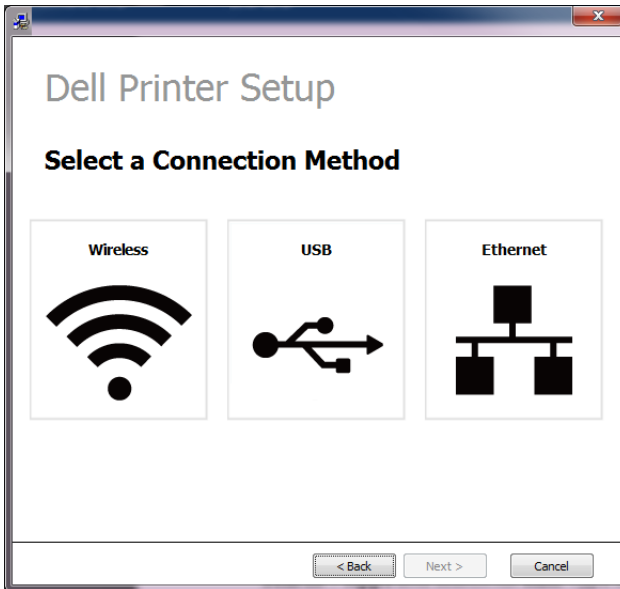 Dell Printer Setup
Select a Connection Method
Wireless USB Ethernet
< Back Next > Cancel